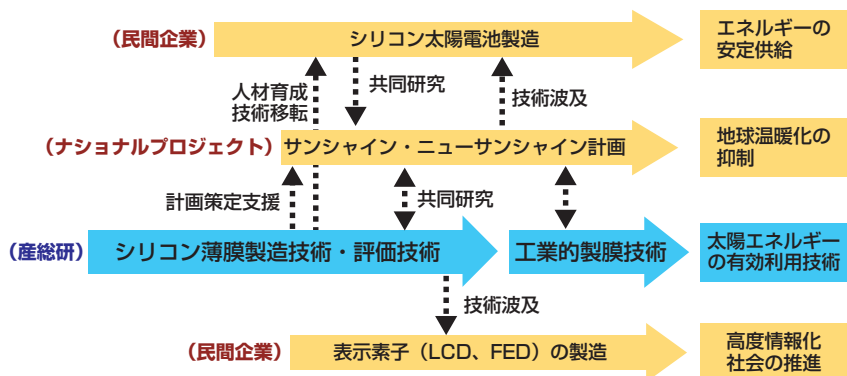 (民間企業)
シリコン太陽電池製造
エネルギーの
安定供給
人材育成
技術移転
共同研究
技術波及
(ナショナルプロジェクト)
サンシャイン・ニューサンシャイン計画
地球温暖化の
抑制
計画策定支援
共同研究
(産総研)
シリコン薄膜製造技術・評価技術
工業的製膜技術
太陽エネルギー
の有効利用技術
技術波及
(民間企業)
表示素子(LCD、FED)の製造
高度情報化
社会の推進